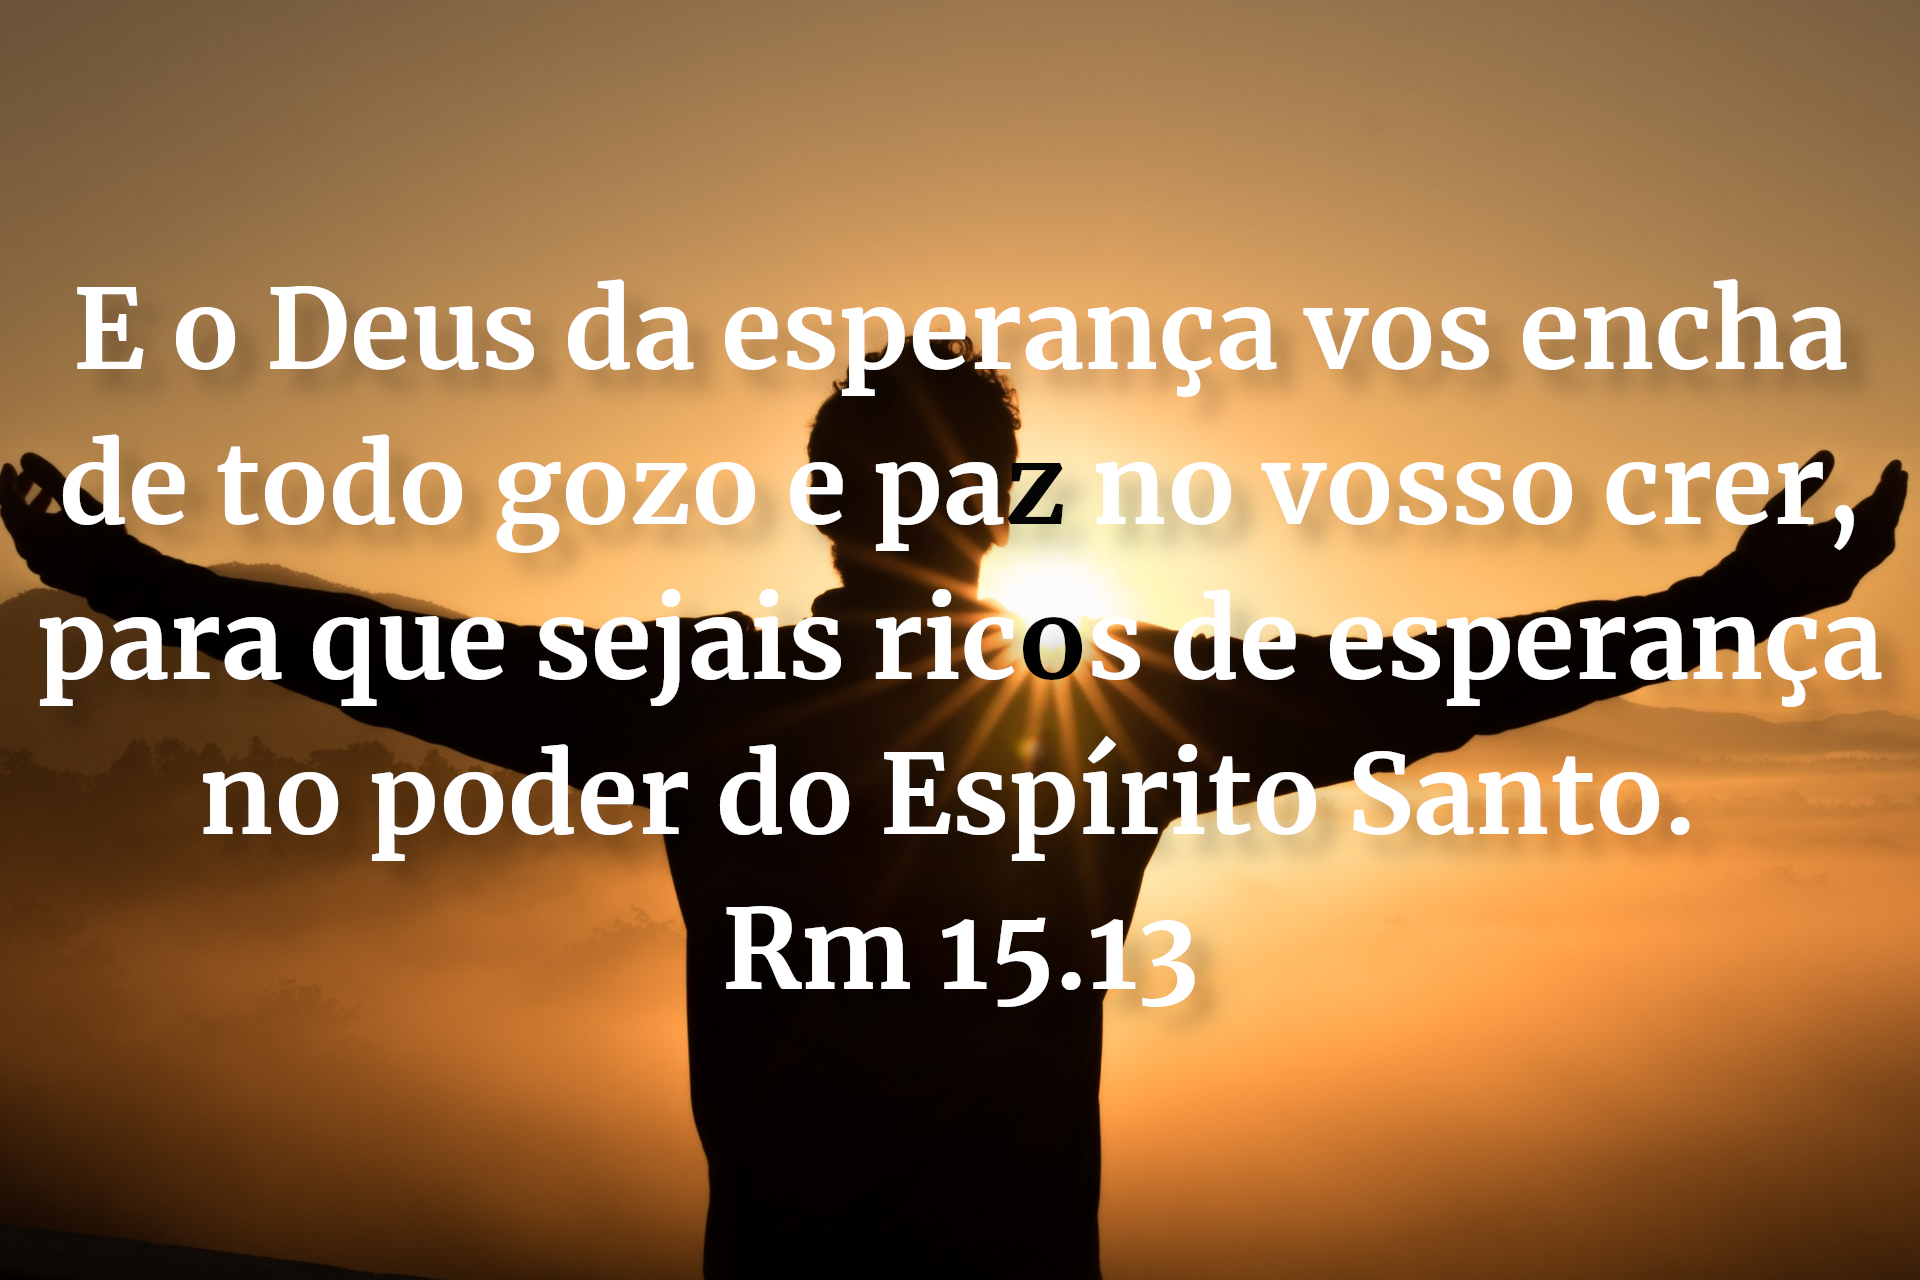 E o Deus da esperança vos encha
de todo gozo e paz no vosso crer,
para que sejais ricos de esperança
no poder do Espírito Santo.
Rm 15.13